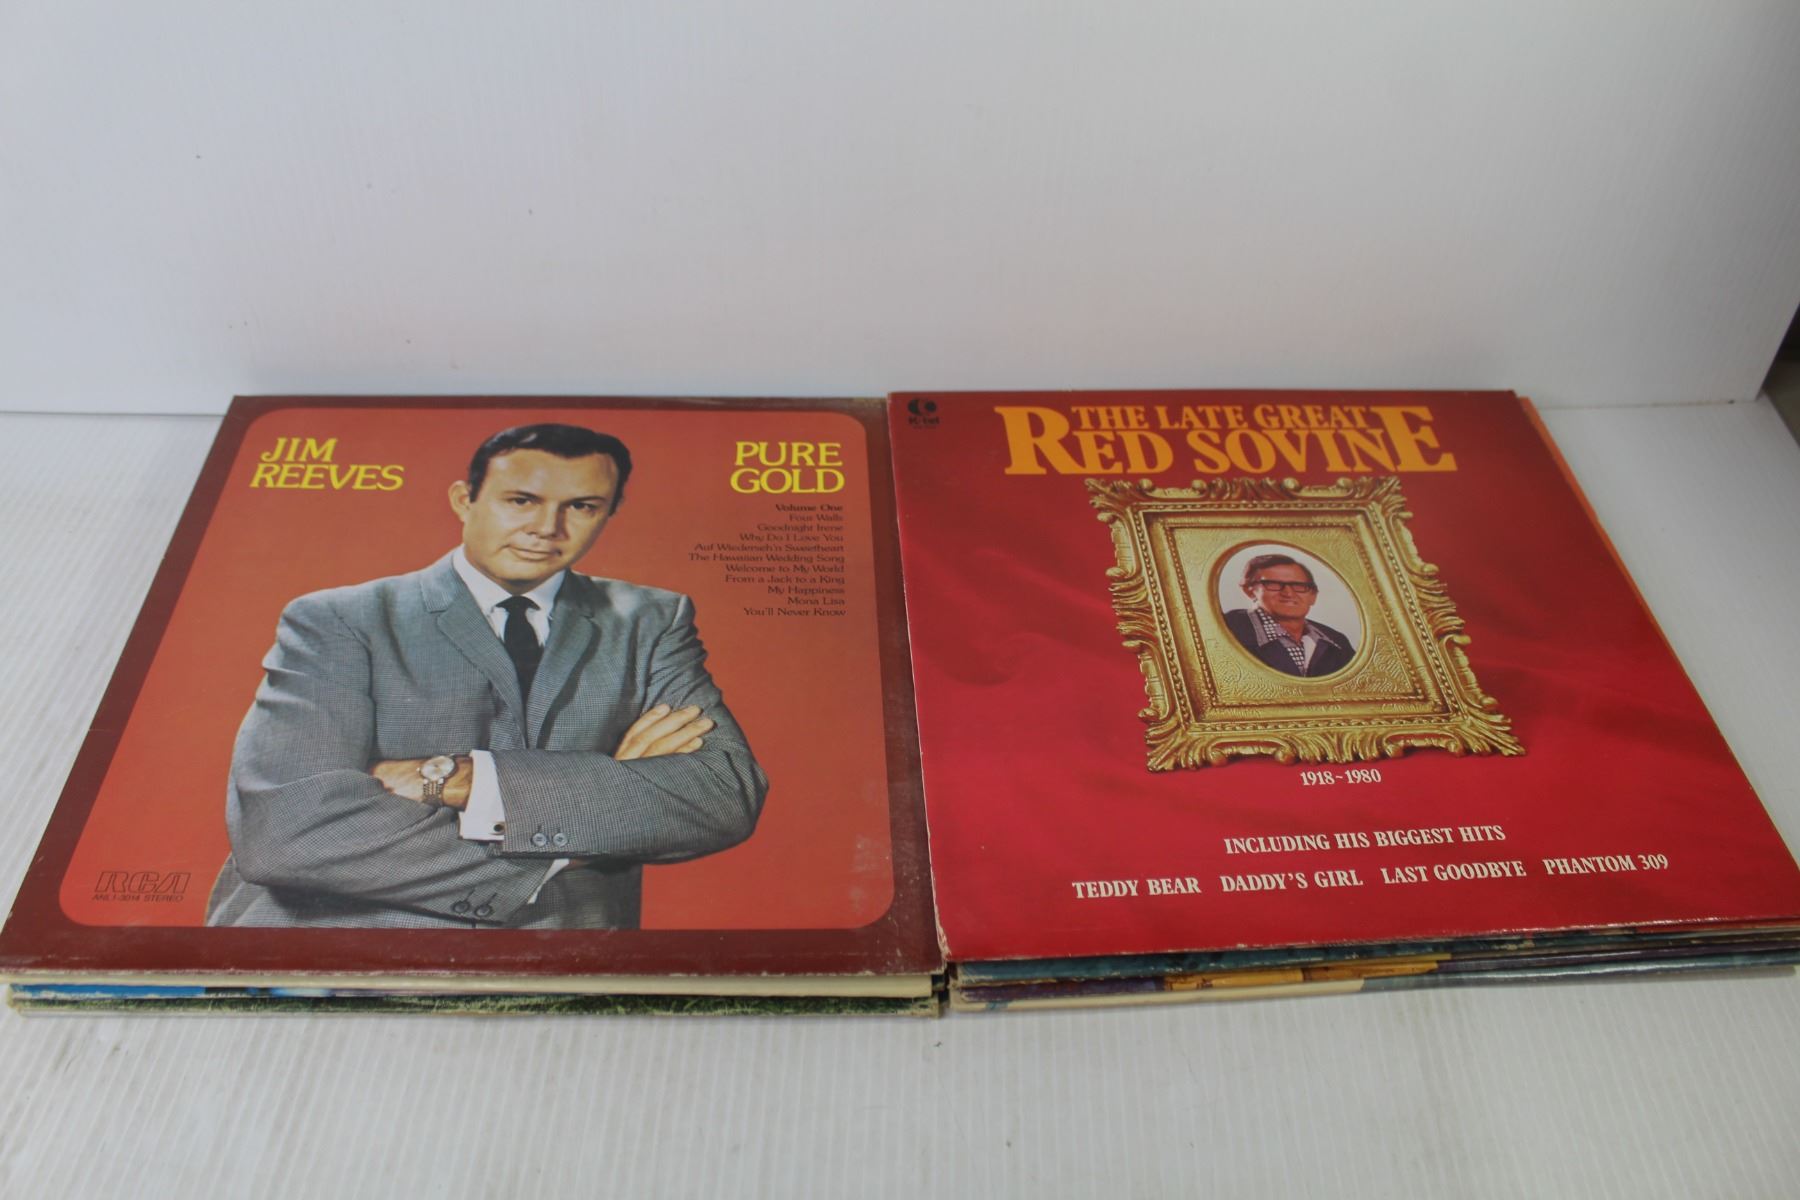 JIM
REEVES
PURE
GOLD
Volume One
Four Walls
Goodnight Irene
Why Do I Love You
Auf Wiederseh'n Sweetheart
The Hawaiian Wedding Song
Welcome to My World
From a Jack to a King
My Happiness
Mona Lisa
You'll Never Know
RCA
ANL1-3014 STEREO
K-tel
THE LATE GREAT
RED SOVINE
1918~1980
INCLUDING HIS BIGGEST HITS
TEDDY BEAR DADDY'S GIRL LAST GOODBYE PHANTOM 309